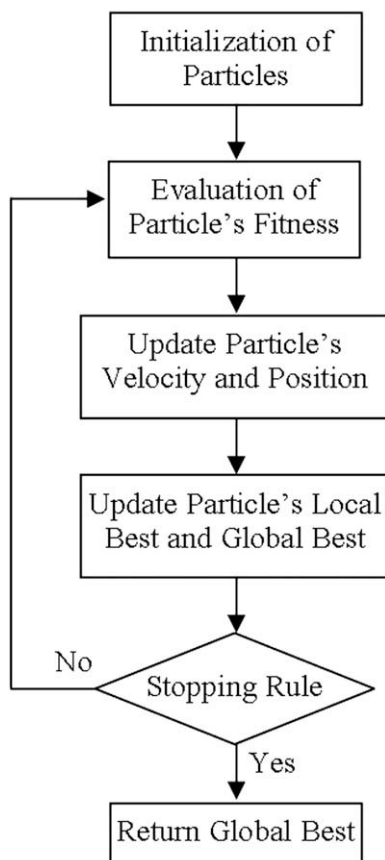 Initialization of
Particles
Evaluation of
Particle's Fitness
Update Particle's
Velocity and Position
Update Particle's Local
Best and Global Best
No
Stopping Rule
Yes
Return Global Best